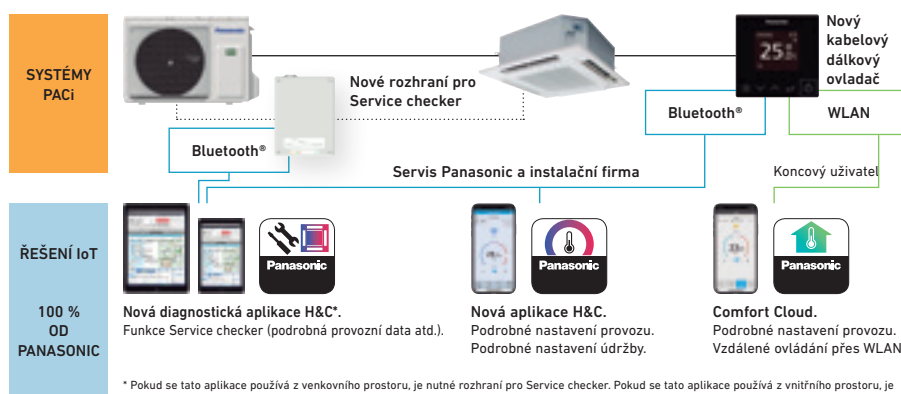 Nový
kabelový
dálkový
ovladač
SYSTÉMY
PACi
Nové rozhraní pro
Service checker
Bluetooth®
Bluetooth®
WLAN
Servis Panasonic a instalační firma
Koncový uživatel
ŘEŠENÍ IoT
100 %
OD
PANASONIC
Panasonic
Panasonic
Panasonic
Nová diagnostická aplikace H&C*.
Funkce Service checker (podrobná provozní data atd.).
Nová aplikace H&C.
Podrobné nastavení provozu.
Podrobné nastavení údržby.
Comfort Cloud.
Podrobné nastavení provozu.
Vzdálené ovládání přes WLAN
* Pokud se tato aplikace používá z venkovního prostoru, je nutné rozhraní pro Service checker. Pokud se tato aplikace používá z vnitřního prostoru, je